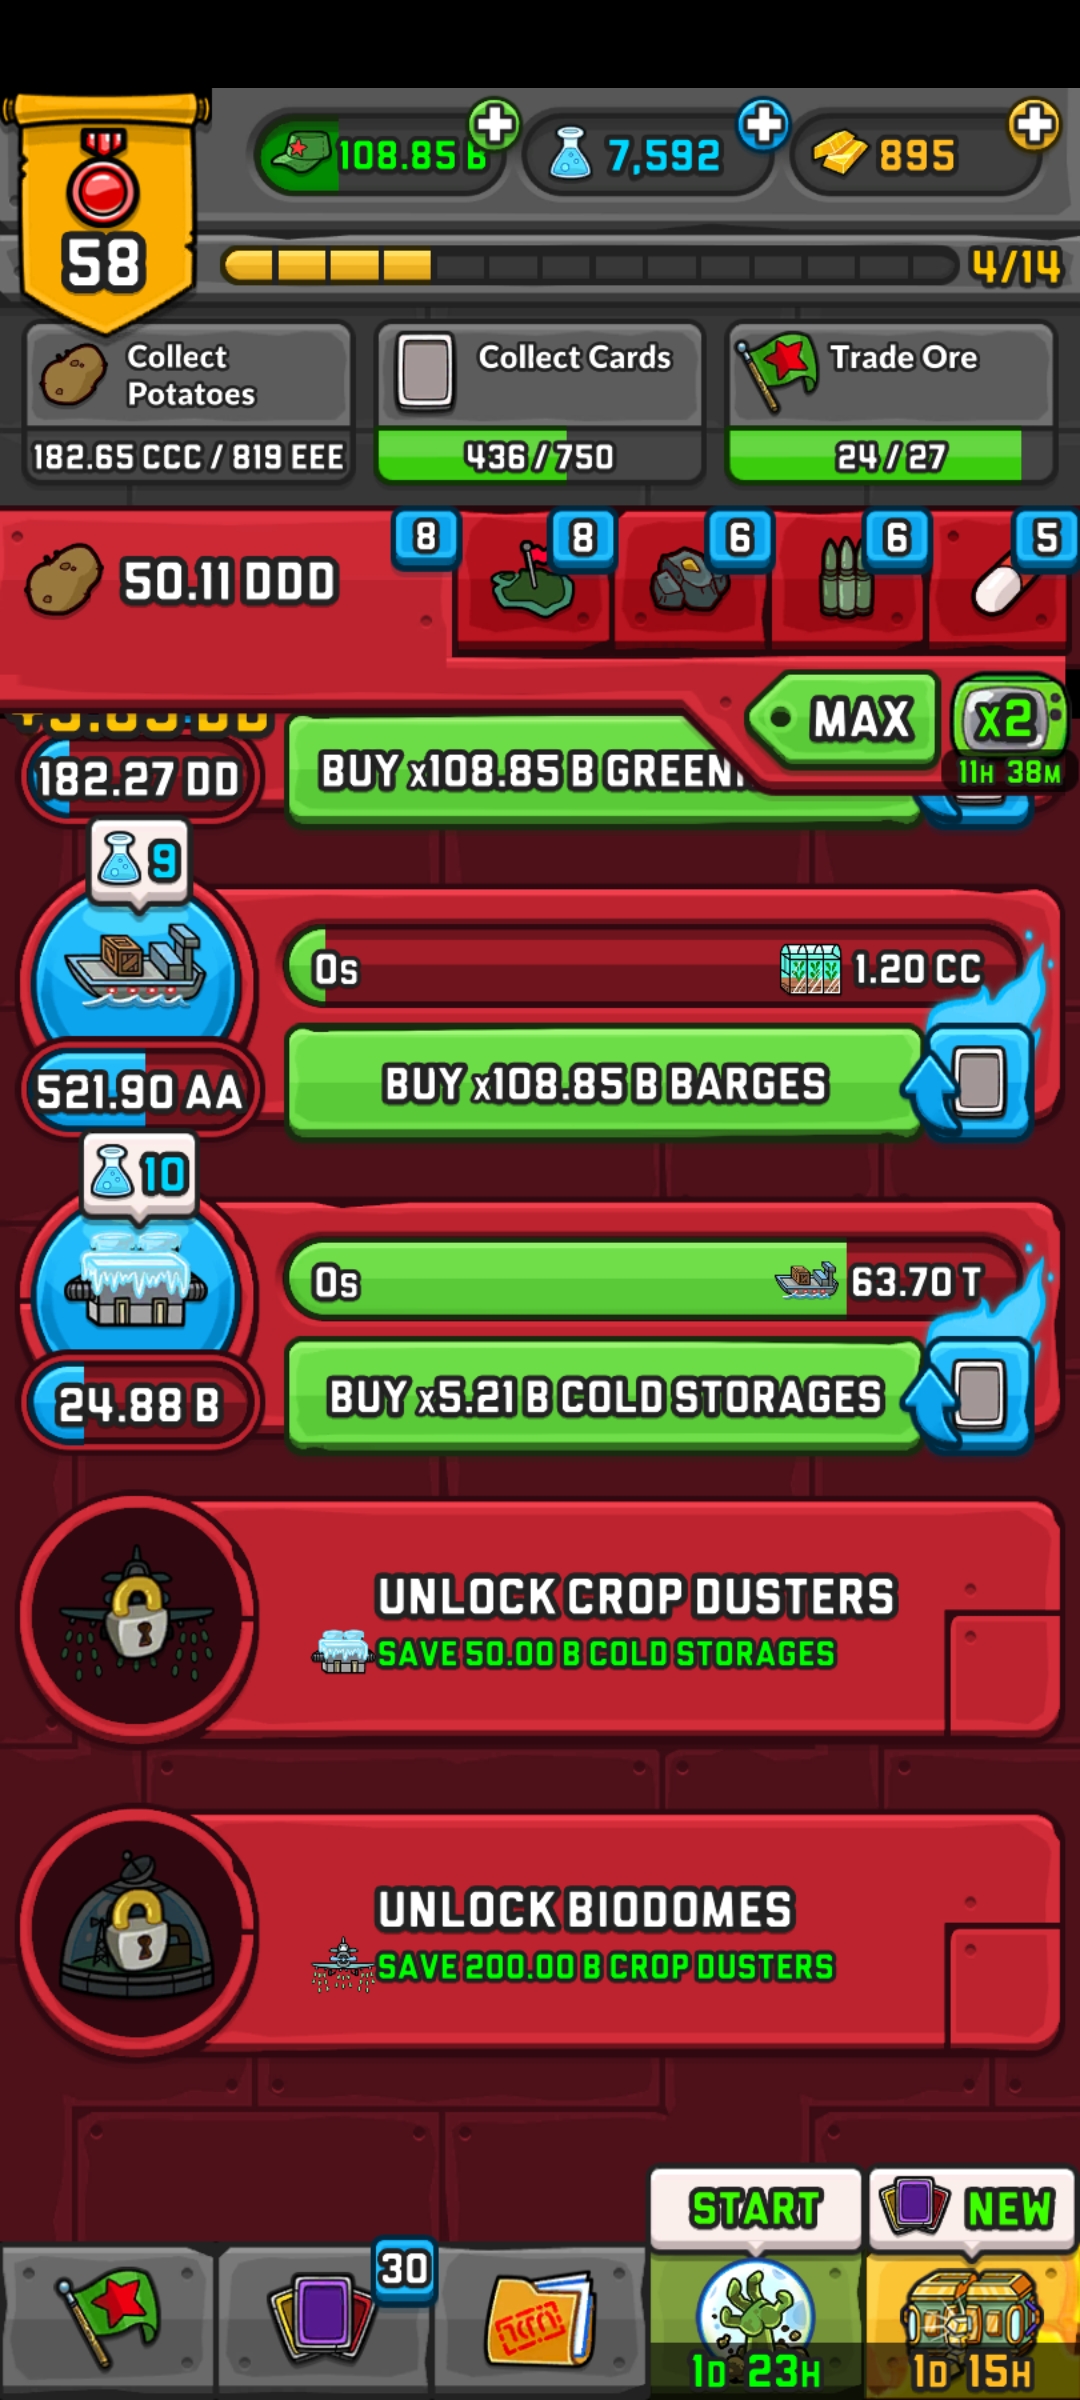 108.85 B
7,592
895
58
4/14
Collect Potatoes
182.65 CCC / 819 EEE
Collect Cards
436 / 750
Trade Ore
24 / 27
50.11 DDD
8
8
6
6
5
MAX
x2
11H 38M
182.27 DD
BUY x108.85 B
9
0s
1.20 CC
521.90 AA
BUY x108.85 B BARGES
10
0s
63.70 T
24.88 B
BUY x5.21 B COLD STORAGES
UNLOCK CROP DUSTERS
SAVE 50.00 B COLD STORAGES
UNLOCK BIODOMES
SAVE 200.00 B CROP DUSTERS
START
NEW
30
1D 23H
1D 15H